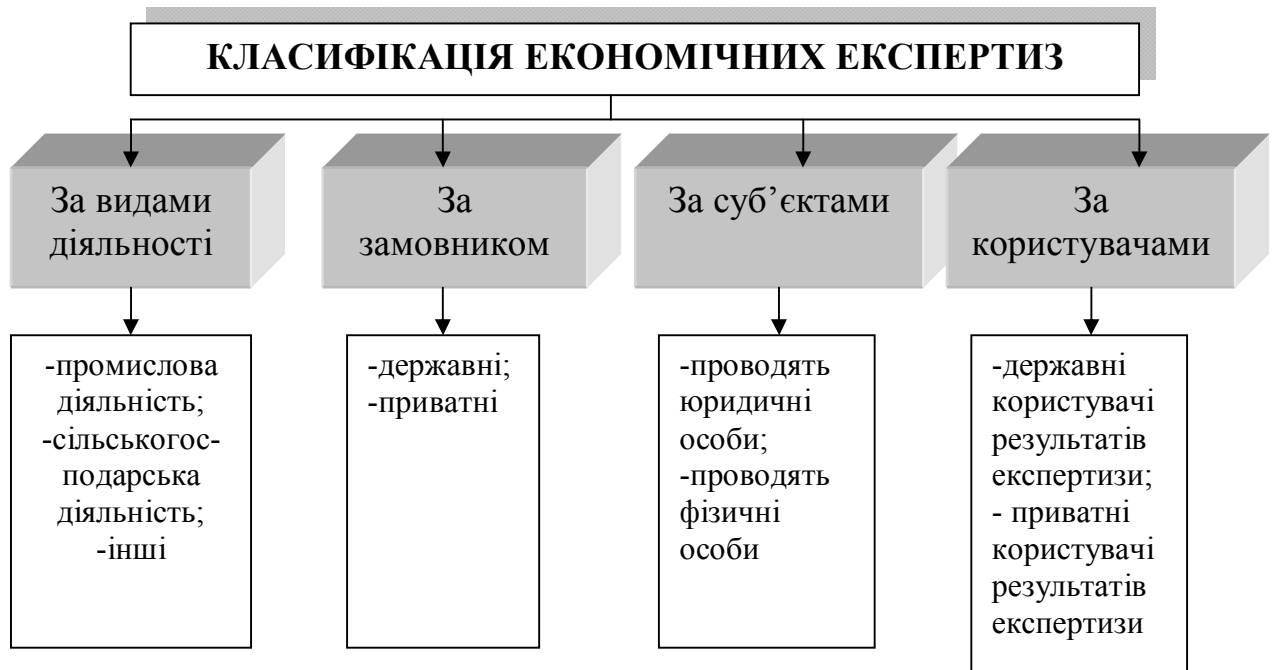 КЛАСИФІКАЦІЯ ЕКОНОМІЧНИХ ЕКСПЕРТИЗ
За видами
діяльності
За
замовником
За суб’єктами
За
користувачами
-промислова
діяльність;
-сільськогос-
подарська
діяльність;
-інші
-державні;
-приватні
-проводять
юридичні
особи;
-проводять
фізичні
особи
-державні
користувачі
результатів
експертизи;
- приватні
користувачі
результатів
експертизи